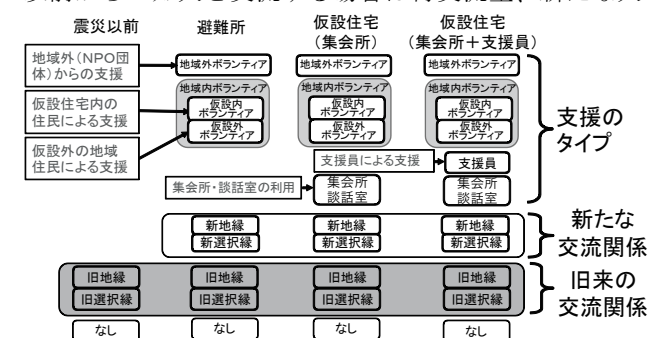 震災以前
避難所
仮設住宅
(集会所)
仮設住宅
(集会所＋支援員)
地域外(NPO団
体)からの支援
地域外ボランティア
地域外ボランティア
地域外ボランティア
仮設住宅内の
住民による支援
仮設外の地域
住民による支援
地域内ボランティア
仮設内
ボランティア
仮設外
ボランティア
地域内ボランティア
仮設内
ボランティア
仮設外
ボランティア
地域内ボランティア
仮設内
ボランティア
仮設外
ボランティア
支援の
タイプ
支援員による支援
支援員
集会所・談話室の利用
集会所
談話室
集会所
談話室
新地縁
新選択縁
新地縁
新選択縁
新地縁
新選択縁
新たな
交流関係
旧地縁
旧選択縁
旧地縁
旧選択縁
旧地縁
旧選択縁
旧地縁
旧選択縁
旧来の
交流関係
なし
なし
なし
なし